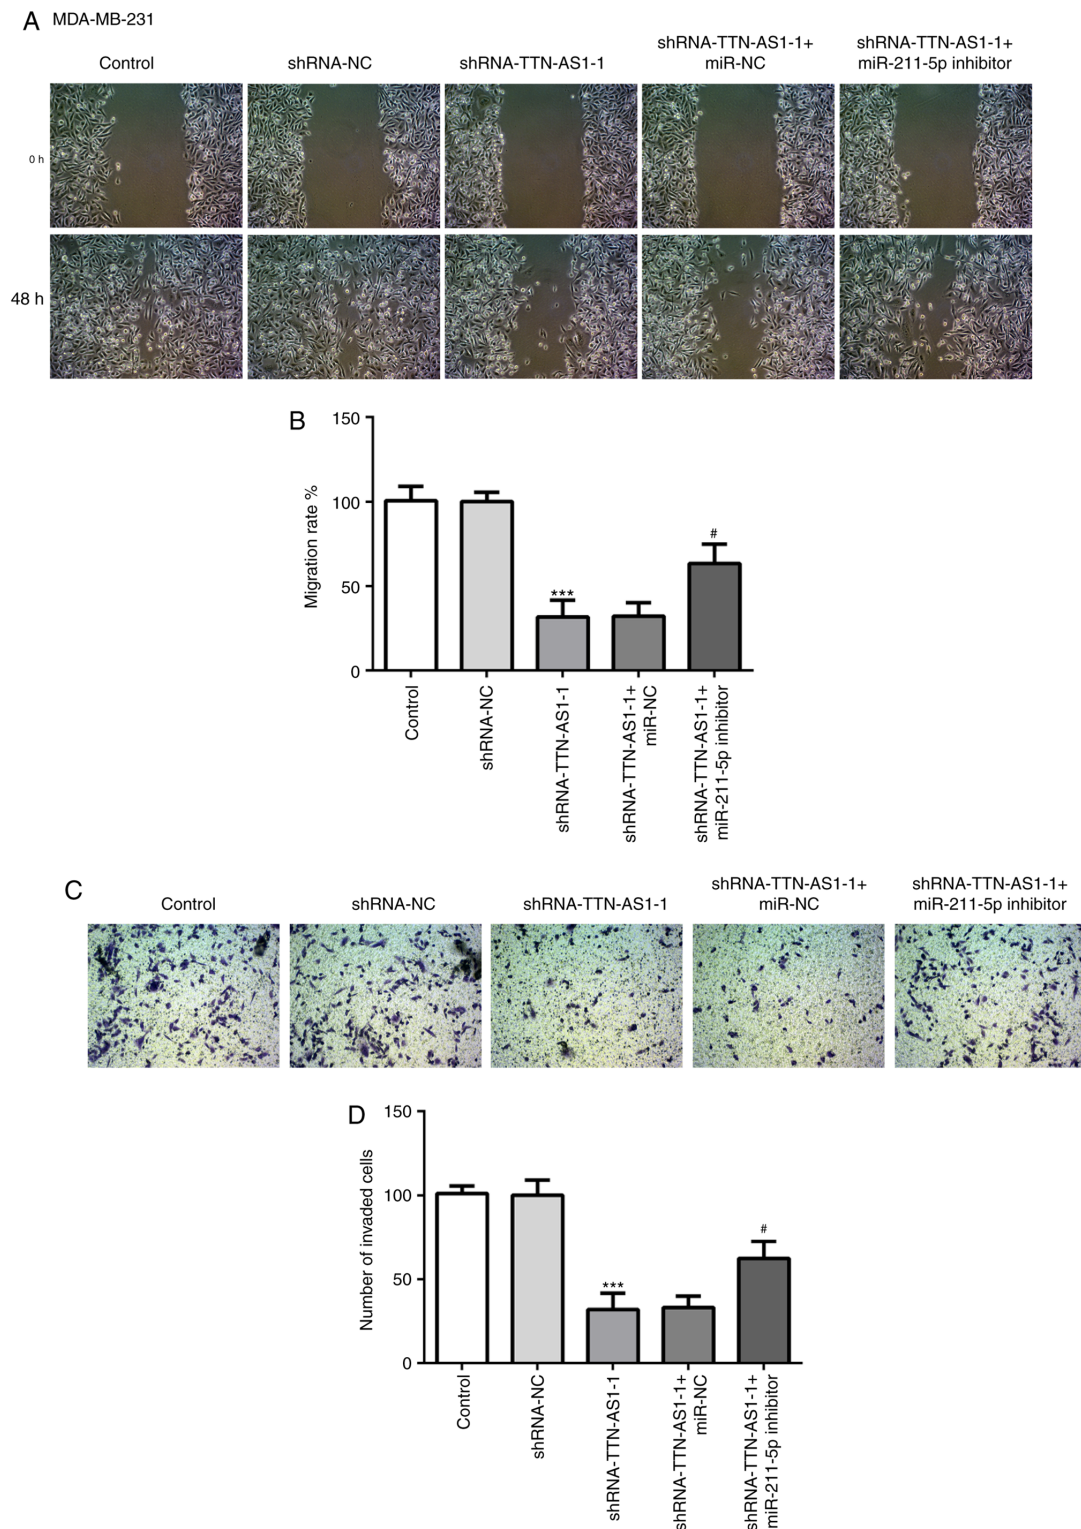 A MDA-MB-231
Control
shRNA-NC
shRNA-TTN-AS1-1
shRNA-TTN-AS1-1+
miR-NC
shRNA-TTN-AS1-1+
miR-211-5p inhibitor
0 h
48 h
B
Migration rate %
150
100
50
0
***
#
Control
shRNA-NC
shRNA-TTN-AS1-1
shRNA-TTN-AS1-1+
miR-NC
shRNA-TTN-AS1-1+
miR-211-5p inhibitor
C
Control
shRNA-NC
shRNA-TTN-AS1-1
shRNA-TTN-AS1-1+
miR-NC
shRNA-TTN-AS1-1+
miR-211-5p inhibitor
D
Number of invaded cells
150
100
50
0
***
#
Control
shRNA-NC
shRNA-TTN-AS1-1
shRNA-TTN-AS1-1+
miR-NC
shRNA-TTN-AS1-1+
miR-211-5p inhibitor